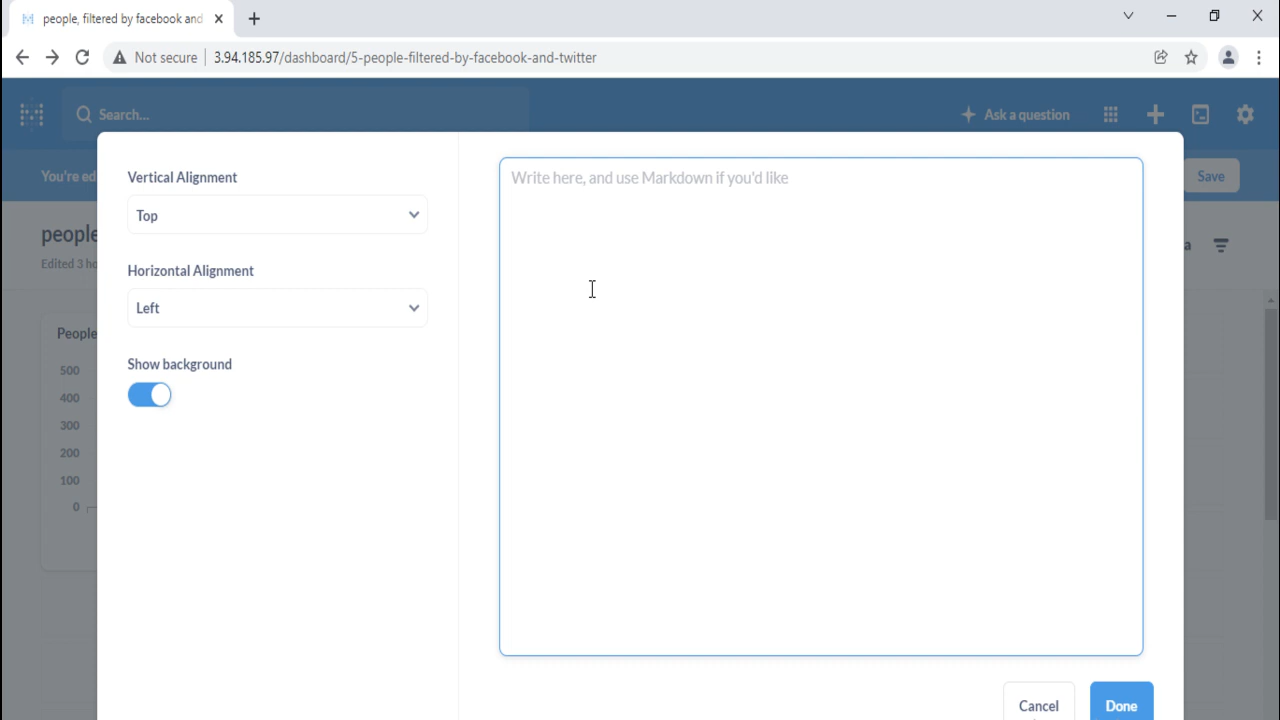 people, filtered by facebook and
Not secure 3.94.185.97/dashboard/5-people-filtered-by-facebook-and-twitter
Search...
Ask a question
You're ed
Save
people
Edited 3 ho
a
People
500
400
300
200
100
0
Vertical Alignment
Top
Horizontal Alignment
Left
Show background
Write here, and use Markdown if you'd like
Cancel
Done